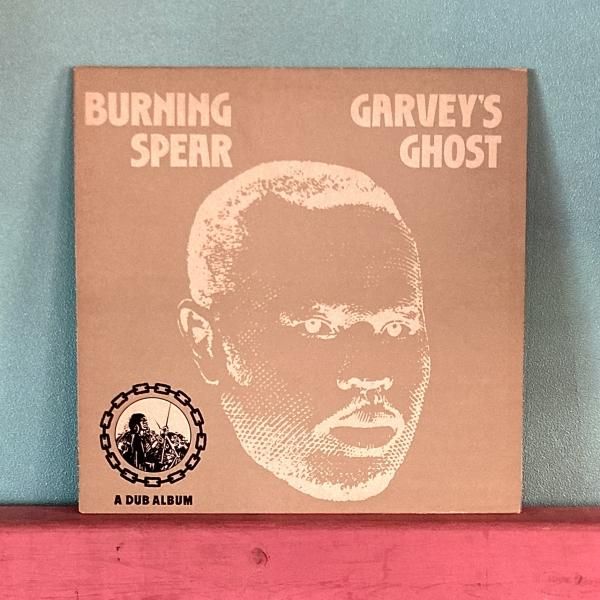 BURNING
SPEAR
GARVEY'S
GHOST
A DUB ALBUM